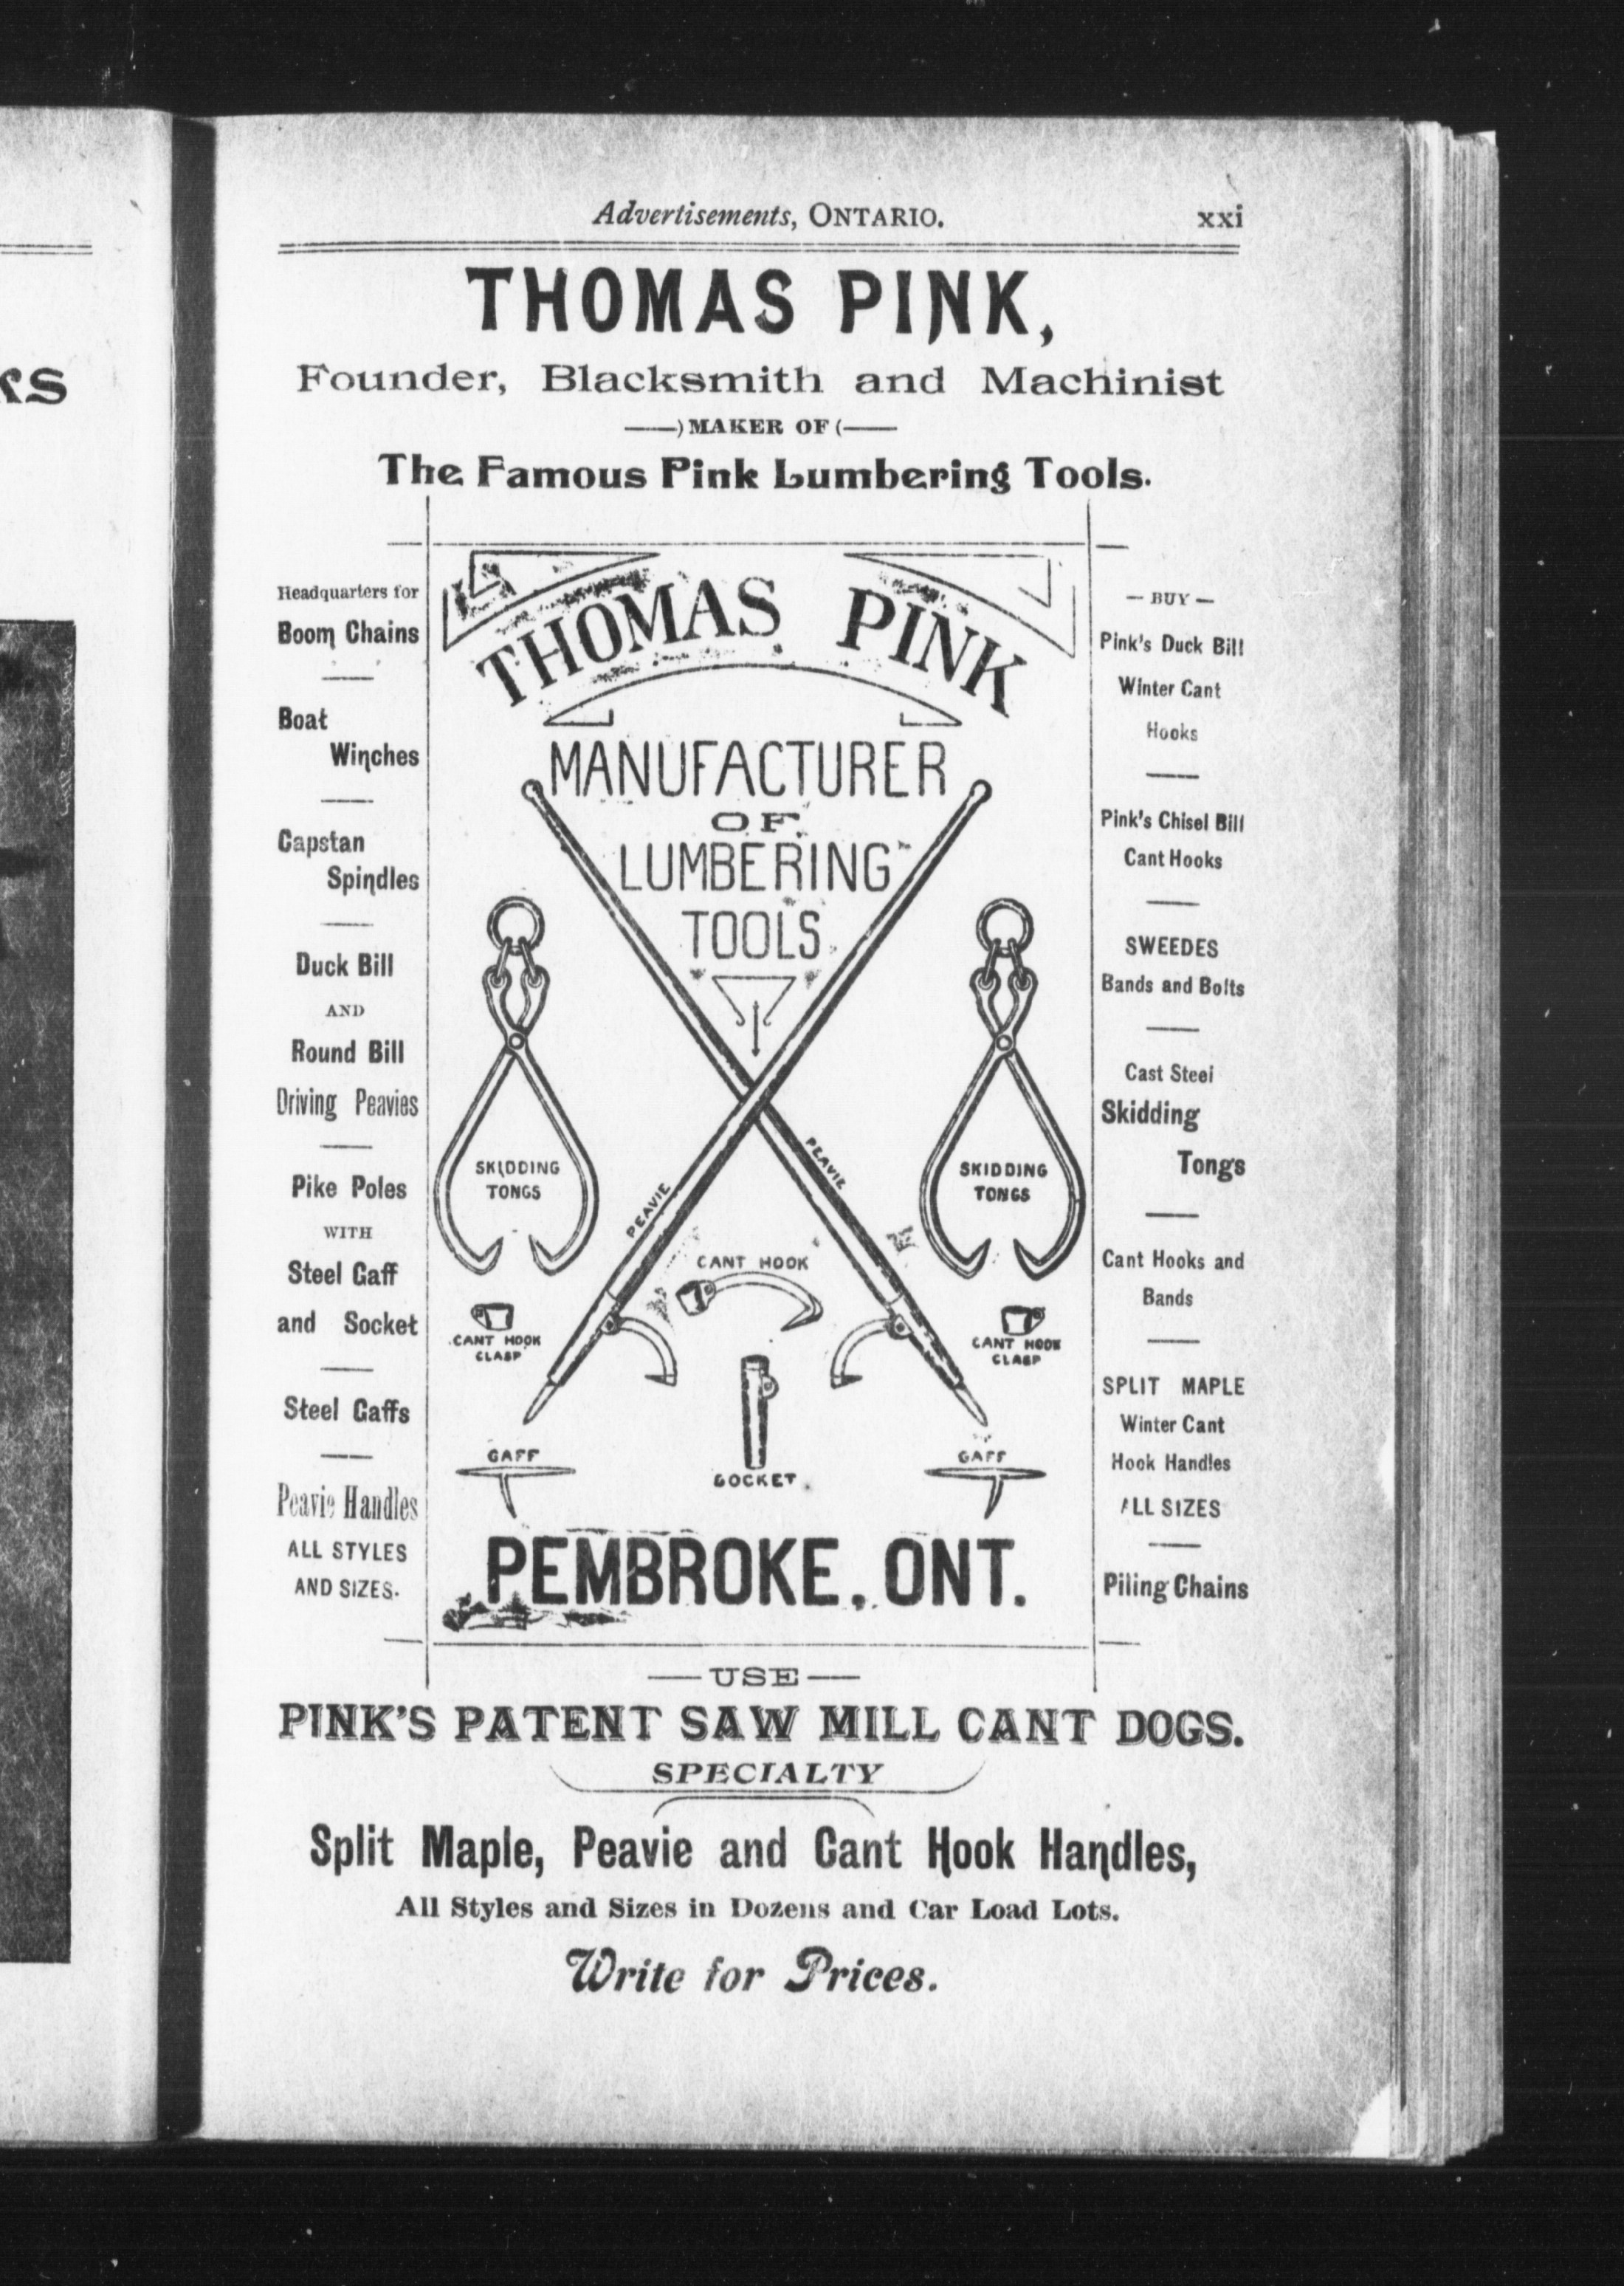 Advertisements, ONTARIO. xxi
THOMAS PINK,
Founder, Blacksmith and Machinist
)MAKER OF(
The Famous Pink Lumbering Tools.
Headquarters for
Boom Chains
Boat
Winches
Capstan
Spindles
Duck Bill
AND
Round Bill
Driving Peavies
Pike Poles
WITH
Steel Gaff
and Socket
Steel Gaffs
Peavie Handles
ALL STYLES
AND SIZES.
THOMAS PINK
MANUFACTURER
OF
LUMBERING
TOOLS
SKIDDING
TONGS
PEAVIE
PEAVIE
SKIDDING
TONGS
CANT HOOK
CANT HOOK
CLASP
CANT HOOK
CLASP
GAFF
SOCKET
GAFF
PEMBROKE, ONT.
— BUY —
Pink's Duck Bill
Winter Cant
Hooks
Pink's Chisel Bill
Cant Hooks
SWEEDES
Bands and Bolts
Cast Steel
Skidding
Tongs
Cant Hooks and
Bands
SPLIT MAPLE
Winter Cant
Hook Handles
ALL SIZES
Piling Chains
— USE —
PINK'S PATENT SAW MILL CANT DOGS.
SPECIALTY
Split Maple, Peavie and Cant Hook Handles,
All Styles and Sizes in Dozens and Car Load Lots.
Write for Prices.